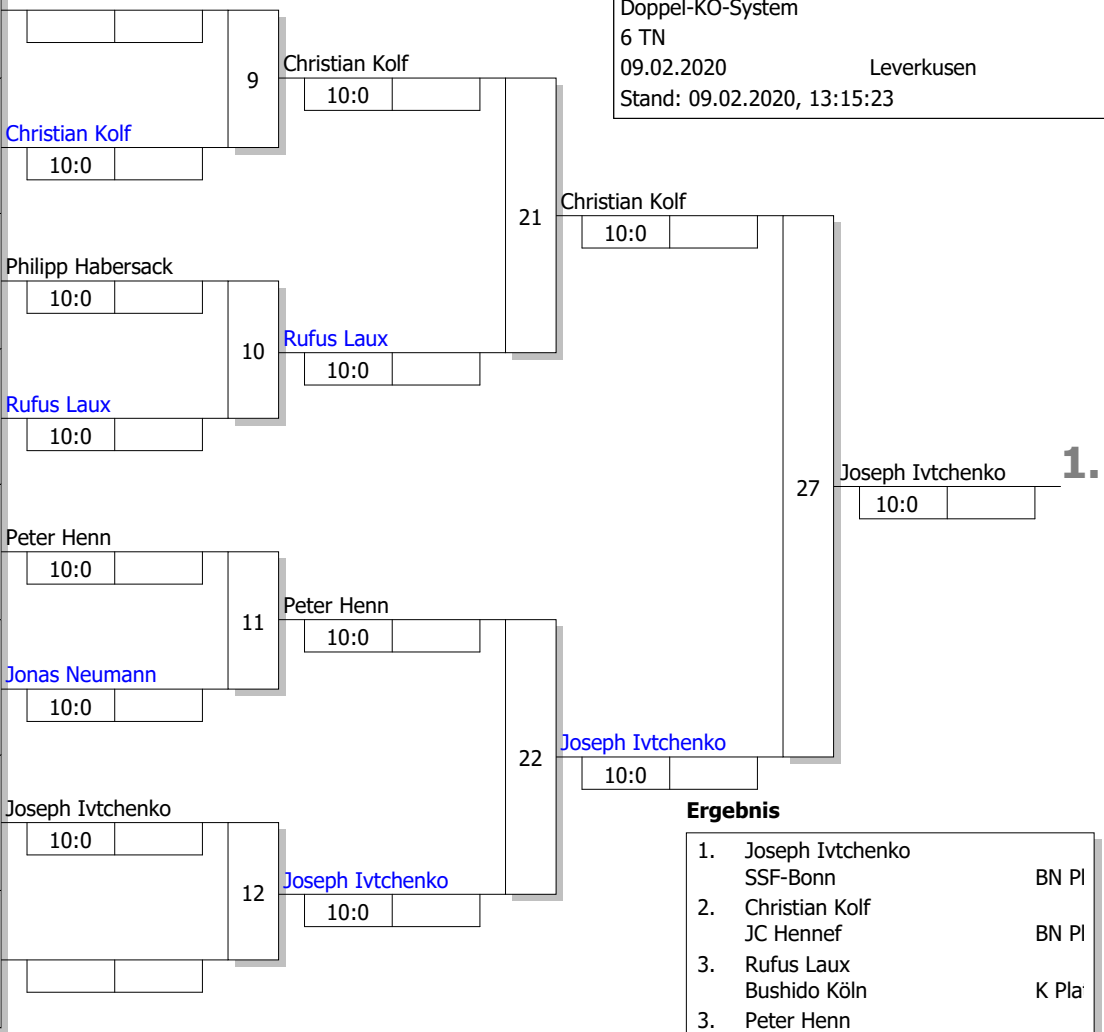 Doppel-KO-System
6 TN
09.02.2020 Leverkusen
Stand: 09.02.2020, 13:15:23
9
Christian Kolf
10:0
Christian Kolf
10:0
21
Christian Kolf
10:0
Philipp Habersack
10:0
10
Rufus Laux
10:0
Rufus Laux
10:0
27
Joseph Ivtchenko
1.
10:0
Peter Henn
10:0
11
Peter Henn
10:0
Jonas Neumann
10:0
22
Joseph Ivtchenko
10:0
Joseph Ivtchenko
10:0
12
Joseph Ivtchenko
10:0
Ergebnis
1. Joseph Ivtchenko
SSF-Bonn BN
2. Christian Kolf
JC Hennef BN
3. Rufus Laux
Bushido Köln K
3. Peter Henn